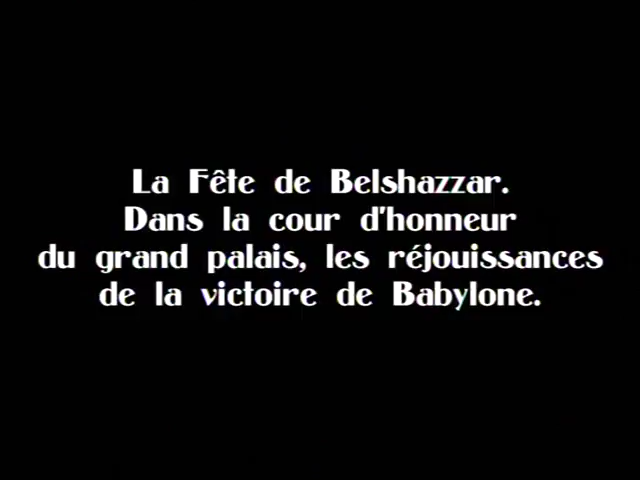 La Fête de Belshazzar.
Dans la cour d'honneur
du grand palais, les réjouissances
de la victoire de Babylone.